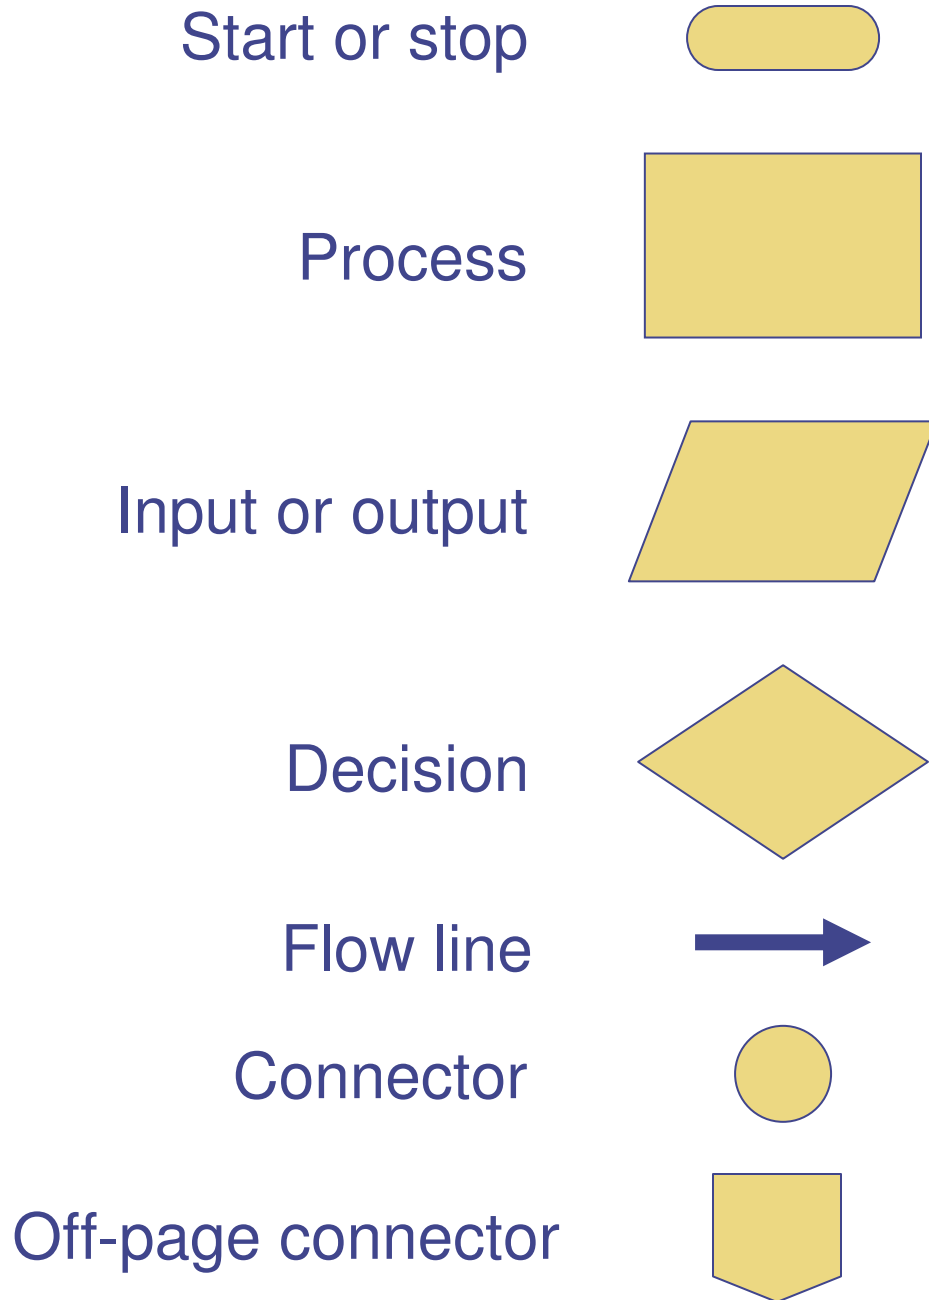 Start or stop
Process
Input or output
Decision
Flow line
Connector
Off-page connector